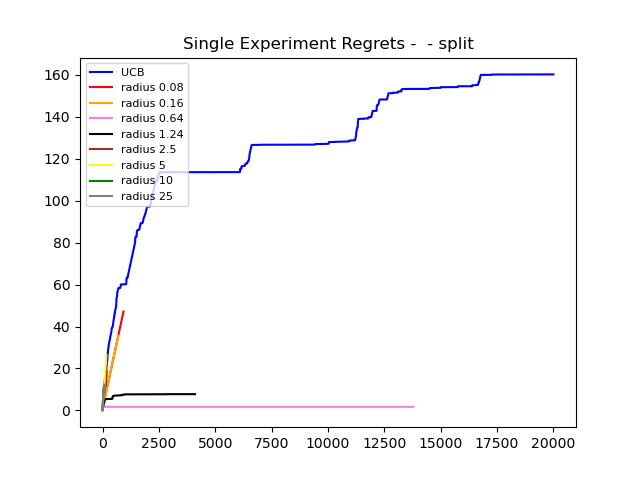 Single Experiment Regrets -  - split
UCB
radius 0.08
radius 0.16
radius 0.64
radius 1.24
radius 2.5
radius 5
radius 10
radius 25
160
140
120
100
80
60
40
20
0
0 2500 5000 7500 10000 12500 15000 17500 20000